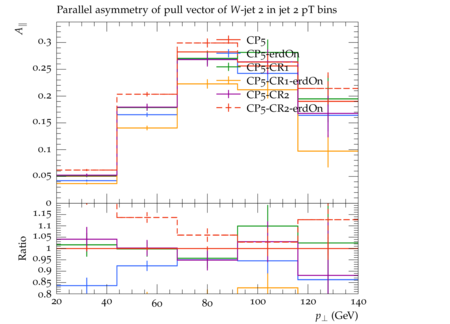 Parallel asymmetry of pull vector of W-jet 2 in jet 2 pT bins
A∥
0.3
0.25
0.2
0.15
0.1
0.05
0
CP5
CP5-erdOn
CP5-CR1
CP5-CR1-erdOn
CP5-CR2
CP5-CR2-erdOn
Ratio
1.15
1.1
1.05
1
0.95
0.9
0.85
0.8
20 40 60 80 100 120 140
p⊥ (GeV)